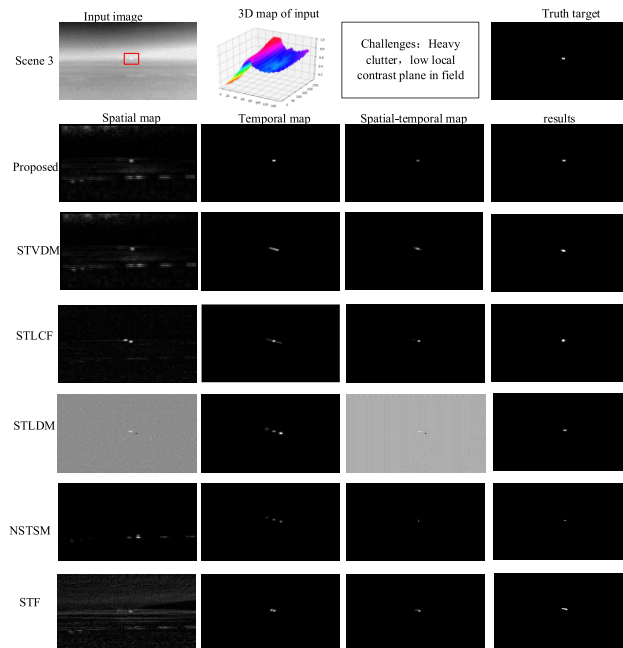 Input image
3D map of input
Truth target
Scene 3
Challenges: Heavy
clutter, low local
contrast plane in field
Spatial map
Temporal map
Spatial-temporal map
results
Proposed
STVDM
STLCF
STLDM
NSTSM
STF